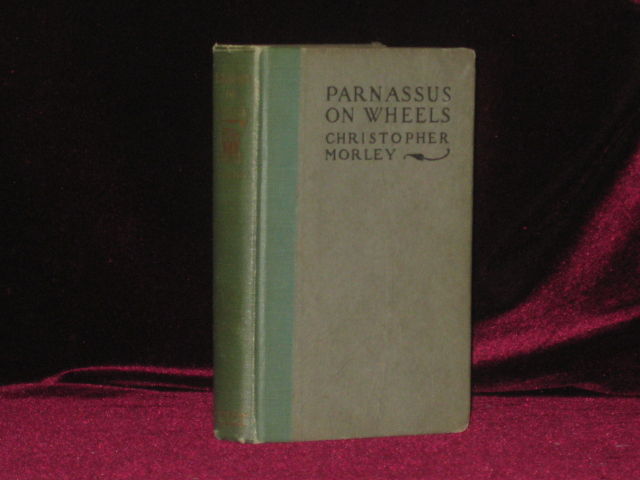 PARNASSUS
ON WHEELS
CHRISTOPHER
MORLEY